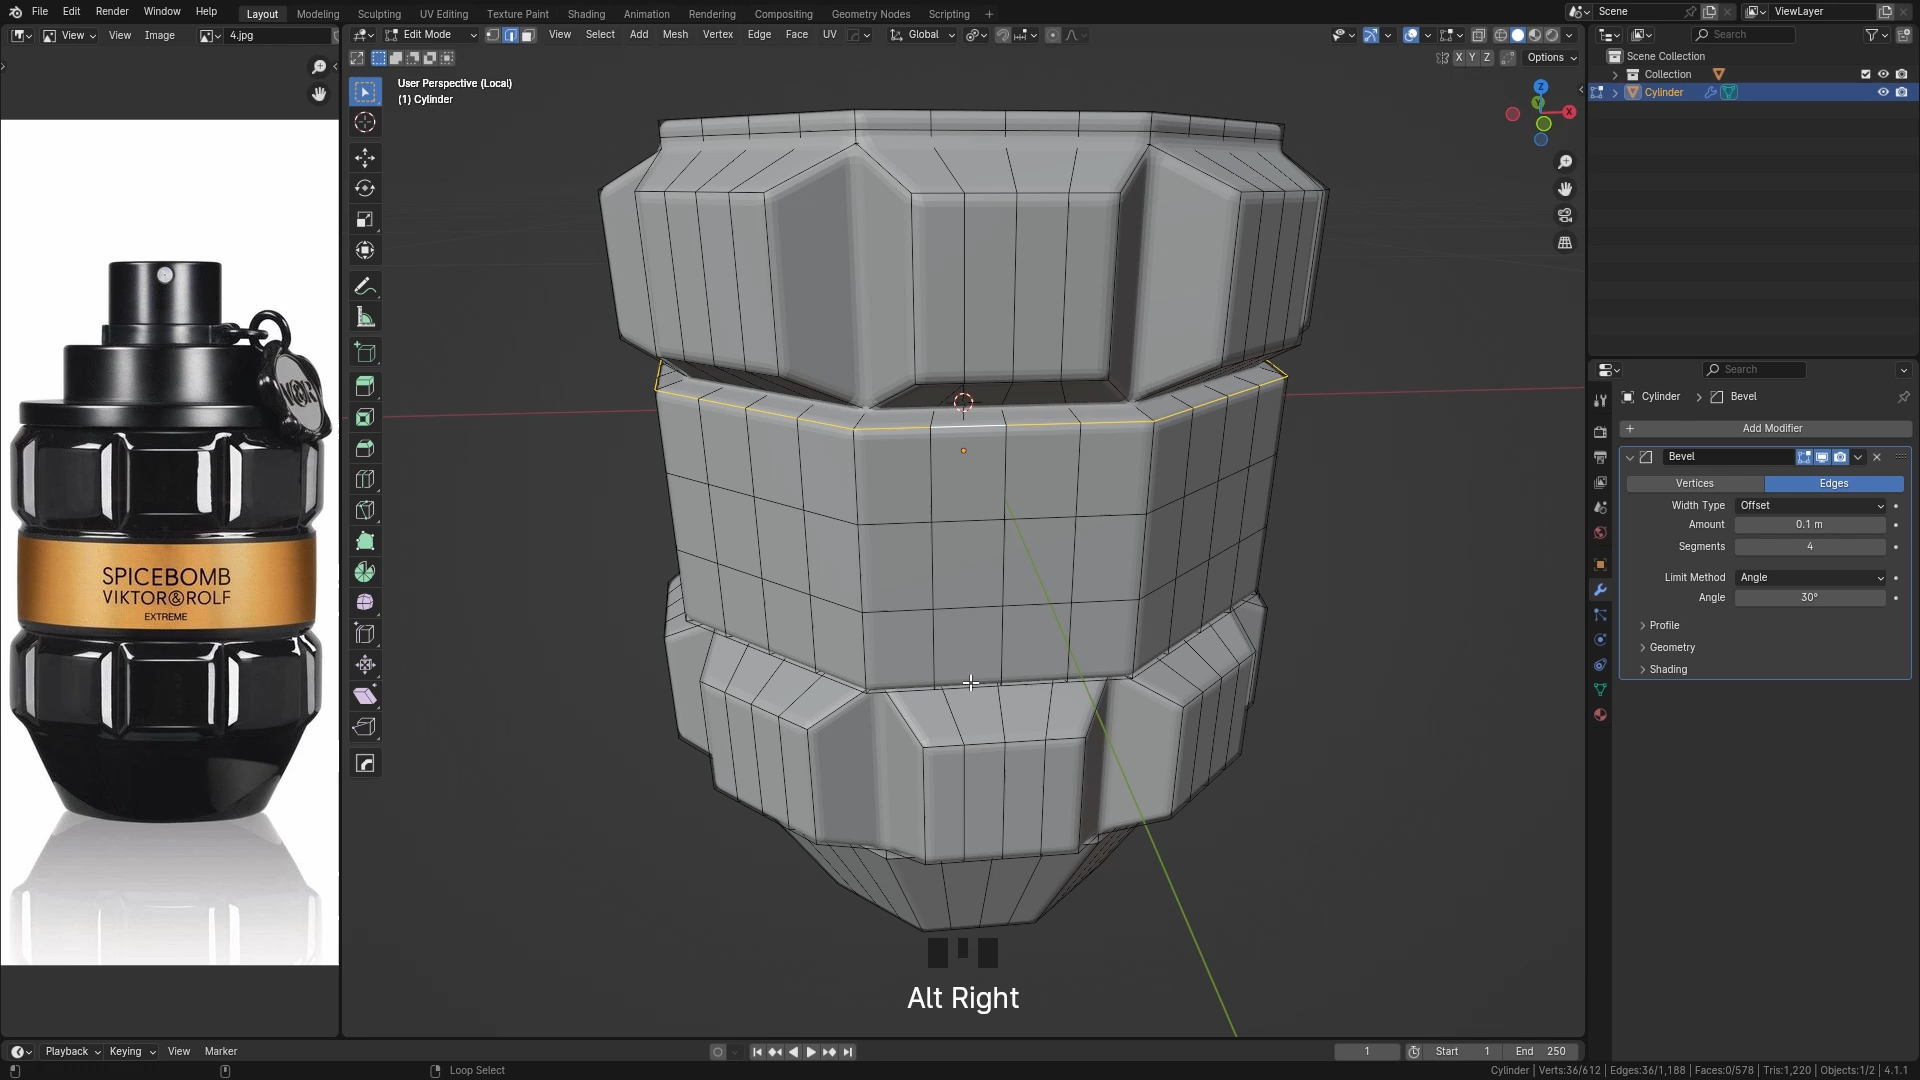 File Edit Render Window Help
Layout Modeling Sculpting UV Editing Texture Paint Shading Animation Rendering Compositing Geometry Nodes Scripting +
Scene
ViewLayer
View View Image 4.jpg
Edit Mode View Select Add Mesh Vertex Edge Face UV Global
X Y Z Options
User Perspective (Local)
(1) Cylinder
Z
Y
X
SPICEBOMB
VIKTOR&ROLF
EXTREME
Alt Right
Search
Scene Collection
Collection
Cylinder
Search
Cylinder > Bevel
+ Add Modifier
Bevel
Vertices Edges
Width Type Offset
Amount 0.1 m
Segments 4
Limit Method Angle
Angle 30°
Profile
Geometry
Shading
Playback Keying View Marker
1 Start 1 End 250
Loop Select
Cylinder | Verts:36/612 | Edges:36/1,188 | Faces:0/578 | Tris:1,220 | Objects:1/2 | 4.1.1